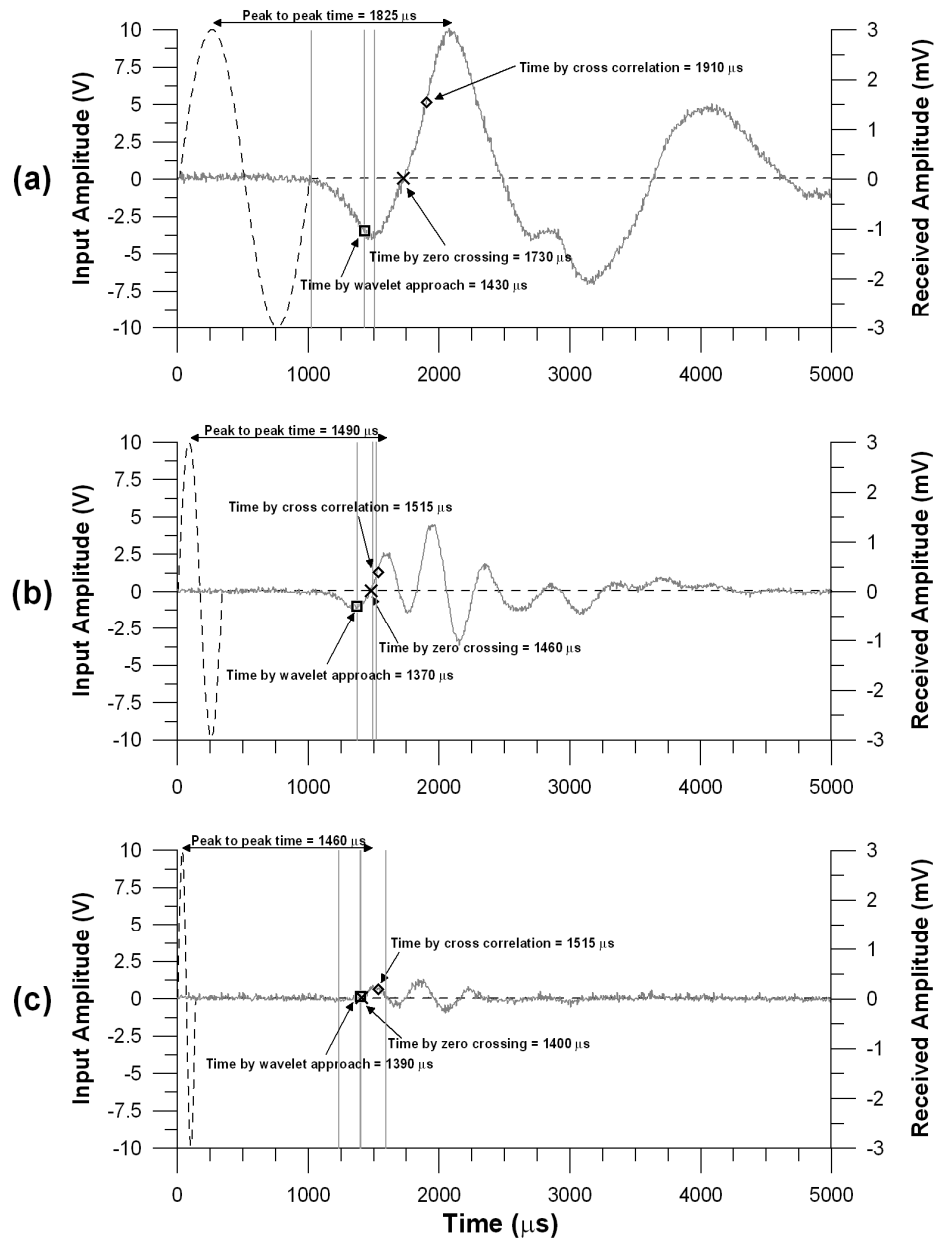 Peak to peak time = 1825 μs
10
7.5
5
2.5
0
-2.5
-5
-7.5
-10
Input Amplitude (V)
(a)
Time by cross correlation = 1910 μs
Time by zero crossing = 1730 μs
Time by wavelet approach = 1430 μs
3
2
1
0
-1
-2
-3
Received Amplitude (mV)
0 1000 2000 3000 4000 5000
Peak to peak time = 1490 μs
10
7.5
5
2.5
0
-2.5
-5
-7.5
-10
Input Amplitude (V)
(b)
Time by cross correlation = 1515 μs
Time by zero crossing = 1460 μs
Time by wavelet approach = 1370 μs
3
2
1
0
-1
-2
-3
Received Amplitude (mV)
0 1000 2000 3000 4000 5000
Peak to peak time = 1460 μs
10
7.5
5
2.5
0
-2.5
-5
-7.5
-10
Input Amplitude (V)
(c)
Time by cross correlation = 1515 μs
Time by zero crossing = 1400 μs
Time by wavelet approach = 1390 μs
3
2
1
0
-1
-2
-3
Received Amplitude (mV)
0 1000 2000 3000 4000 5000
Time (μs)